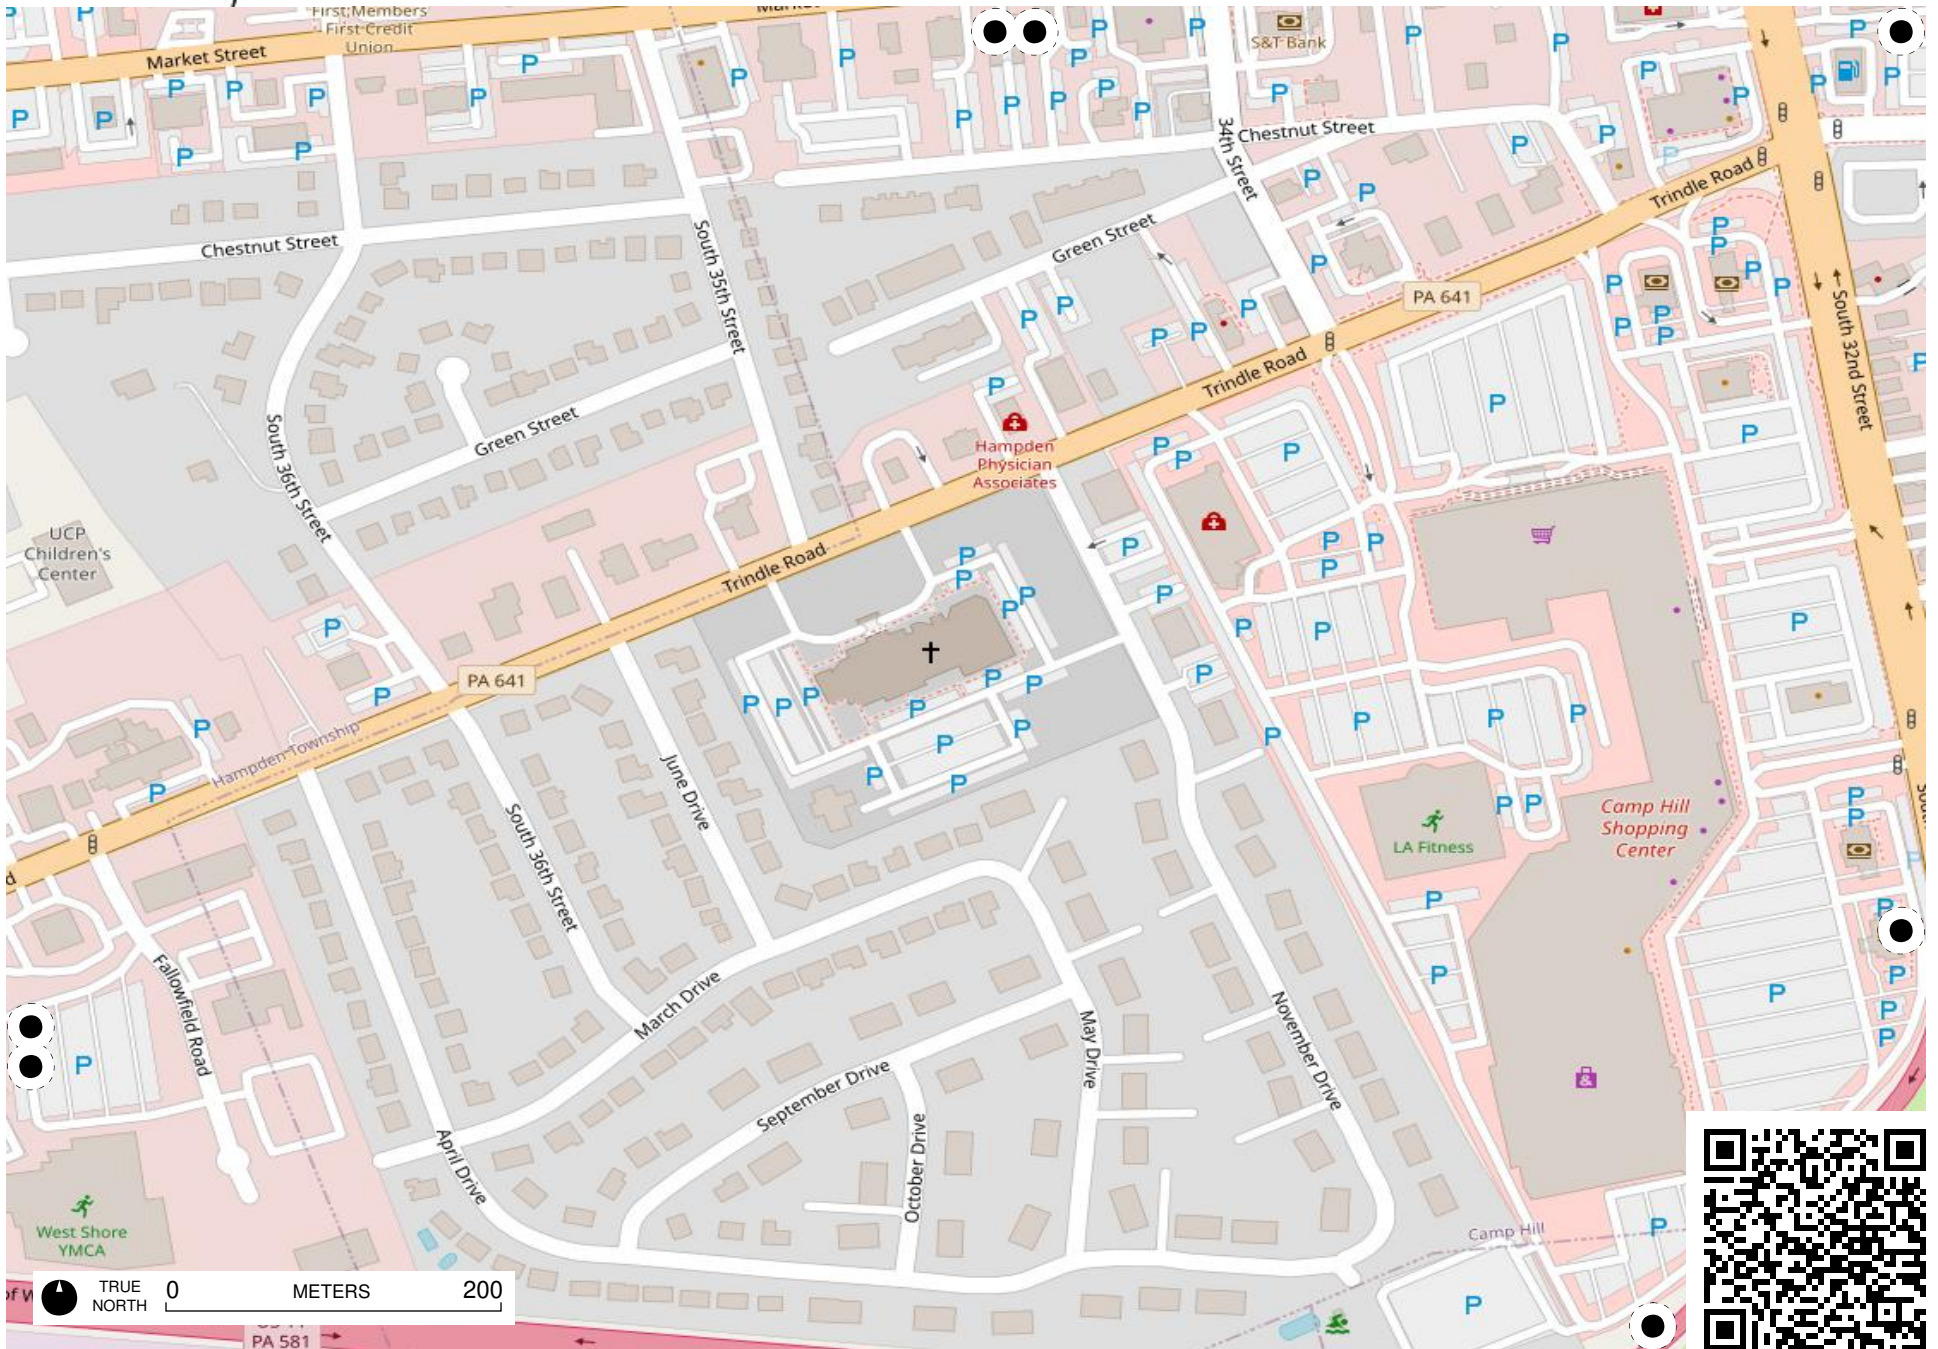 First;Members
First Credit
Union
Market Street
S&T Bank
34th Street
Chestnut Street
Trindle Road
Chestnut Street
South 35th Street
Green Street
PA 641
South 32nd Street
Trindle Road
Green Street
South 36th Street
Hampden
Physician
Associates
UCP
Children's
Center
Trindle Road
PA 641
Hampden Township
June Drive
South 36th Street
LA Fitness
Camp Hill
Shopping
Center
March Drive
Fallowfield Road
May Drive
November Drive
September Drive
October Drive
April Drive
West Shore
YMCA
Camp Hill
TRUE
NORTH
0
METERS
200
PA 581